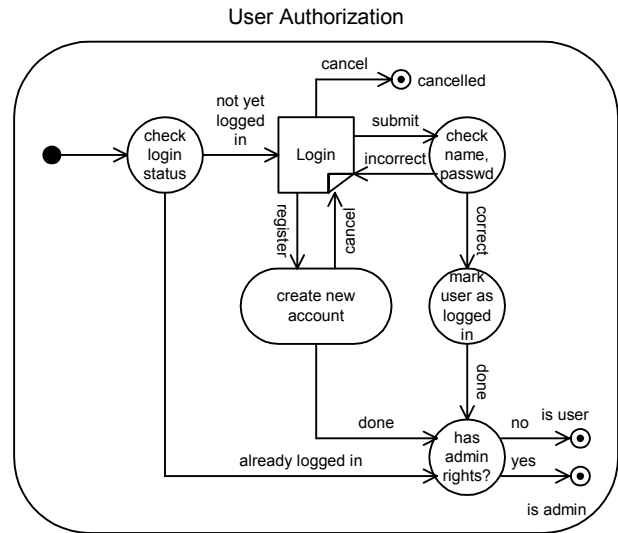 User Authorization
cancel
cancelled
not yet
logged
in
check
login
status
Login
submit
incorrect
check
name,
passwd
register
cancel
correct
create new
account
mark
user as
logged
in
done
done
has
admin
rights?
no
is user
yes
already logged in
is admin